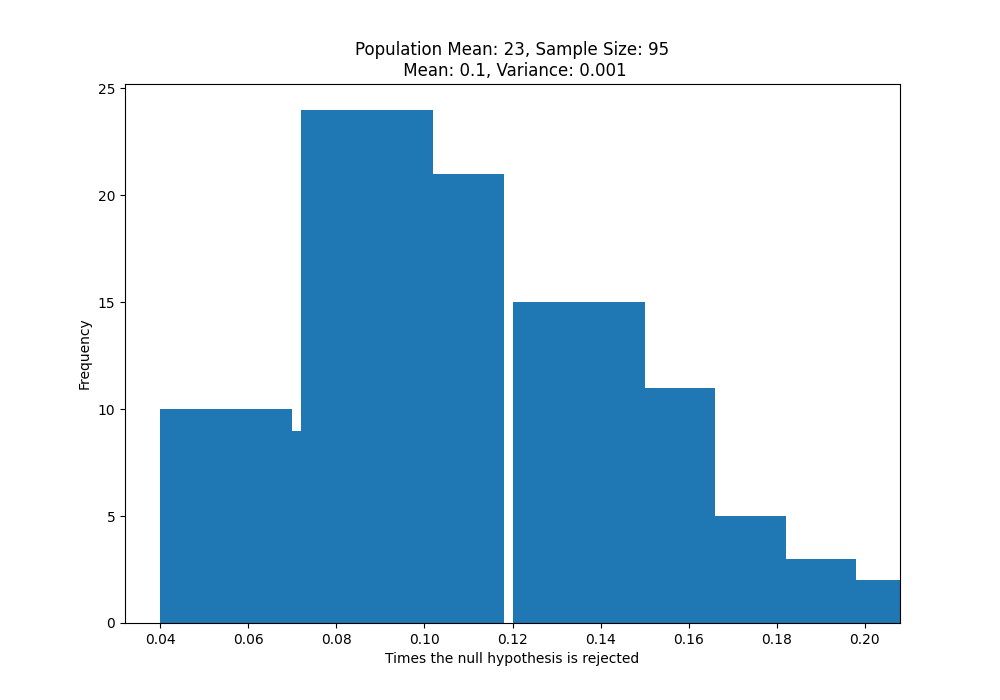 Population Mean: 23, Sample Size: 95
Mean: 0.1, Variance: 0.001
25
20
15
10
5
0
Frequency
0.04 0.06 0.08 0.10 0.12 0.14 0.16 0.18 0.20
Times the null hypothesis is rejected